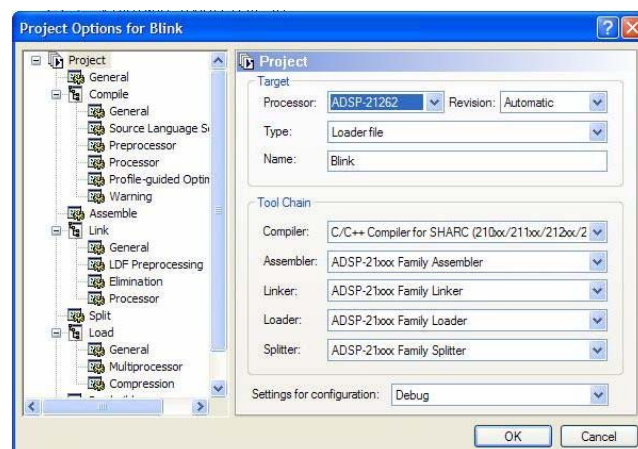 Project Options for Blink
Project
General
Compile
General
Source Language S
Preprocessor
Processor
Profile-guided Optin
Warning
Assemble
Link
General
LDF Preprocessing
Elimination
Processor
Split
Load
General
Multiprocessor
Compression
Project
Target
Processor: ADSP-21262 Revision: Automatic
Type: Loader file
Name: Blink
Tool Chain
Compiler: C/C++ Compiler for SHARC (210xx/211xx/212xx/2
Assembler: ADSP-21xxx Family Assembler
Linker: ADSP-21xxx Family Linker
Loader: ADSP-21xxx Family Loader
Splitter: ADSP-21xxx Family Splitter
Settings for configuration: Debug
OK Cancel